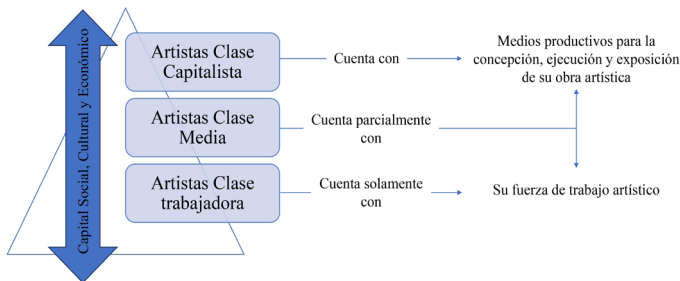 Capital Social, Cultural y Económico
Artistas Clase
Capitalista
Cuenta con
Medios productivos para la
concepción, ejecución y exposición
de su obra artística
Artistas Clase
Media
Cuenta parcialmente
con
Artistas Clase
trabajadora
Cuenta solamente
con
Su fuerza de trabajo artístico